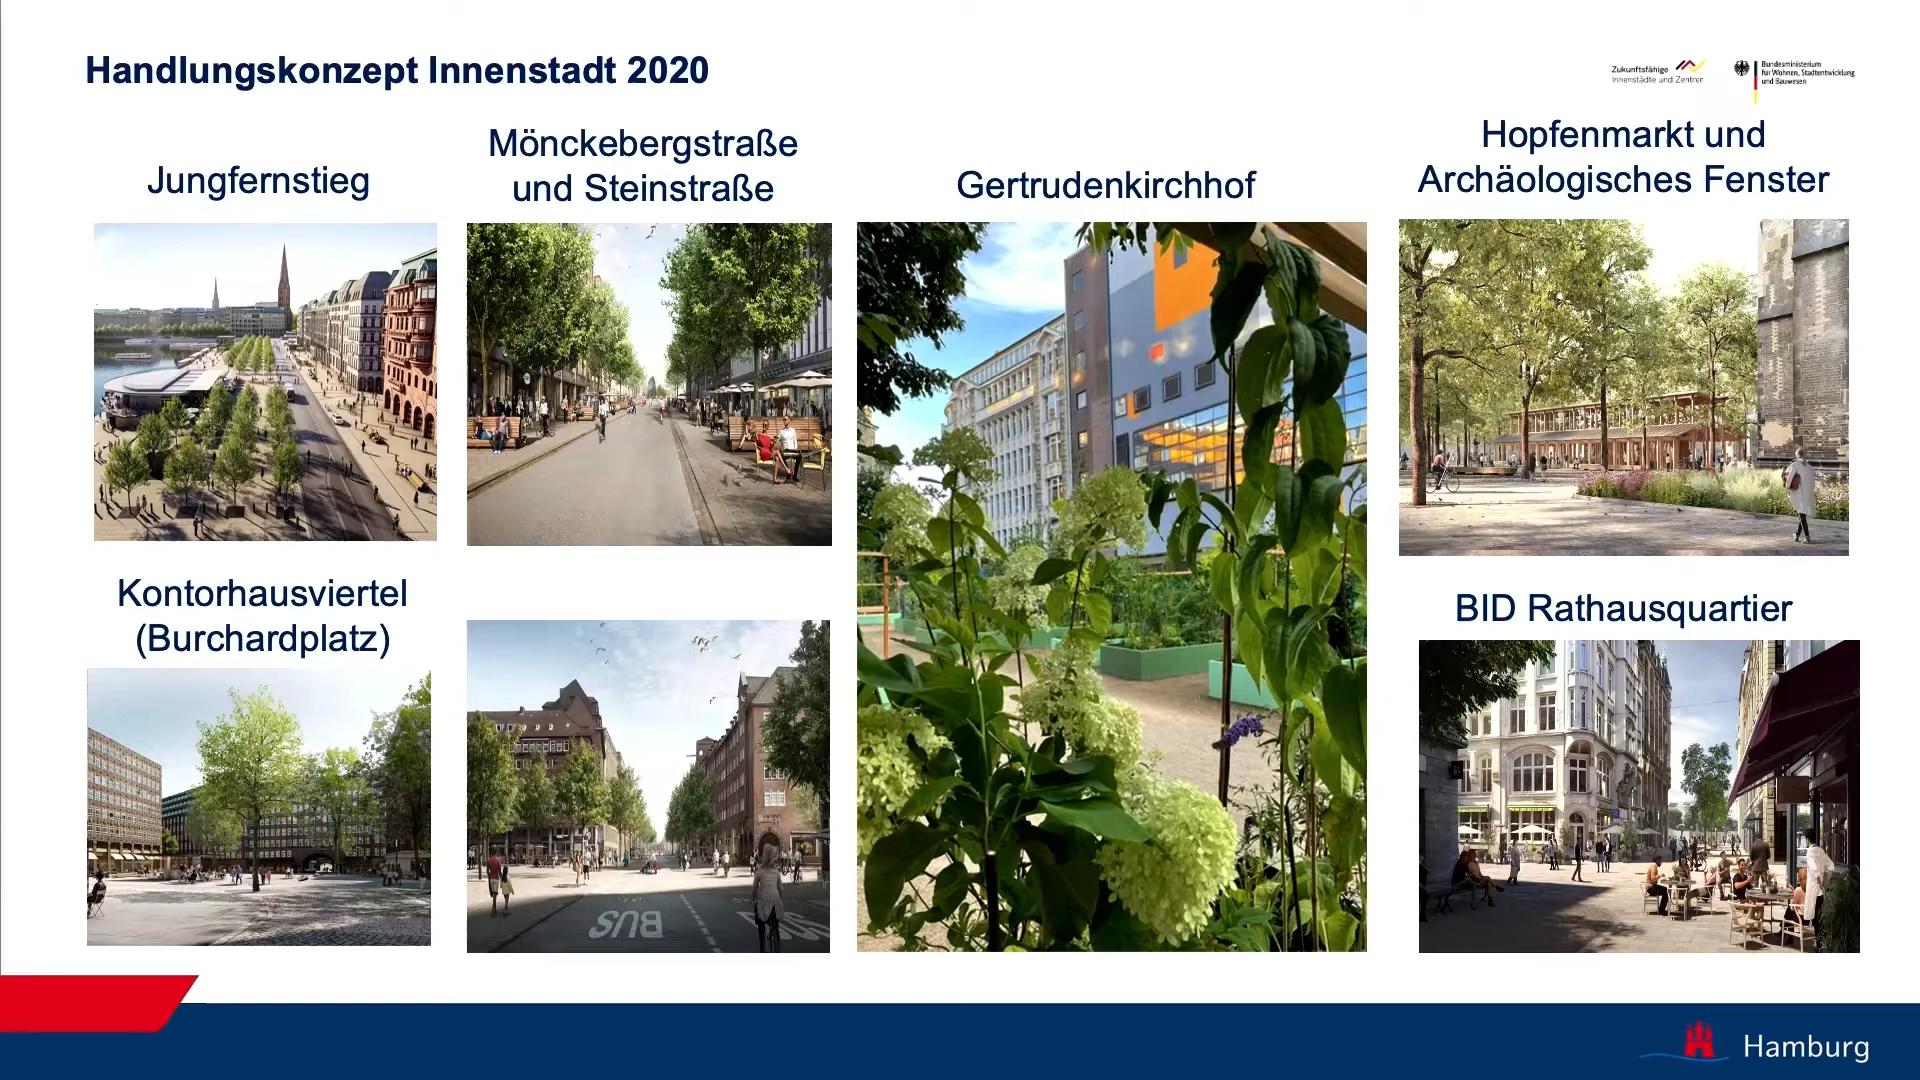 Handlungskonzept Innenstadt 2020
Zukunftsfähige
Innenstädte und Zentren
Bundesministerium
für Wohnen, Stadtentwicklung
und Bauwesen
Jungfernstieg
Mönckebergstraße
und Steinstraße
Gertrudenkirchhof
Hopfenmarkt und
Archäologisches Fenster
Kontorhausviertel
(Burchardplatz)
BID Rathausquartier
BUS
Hamburg